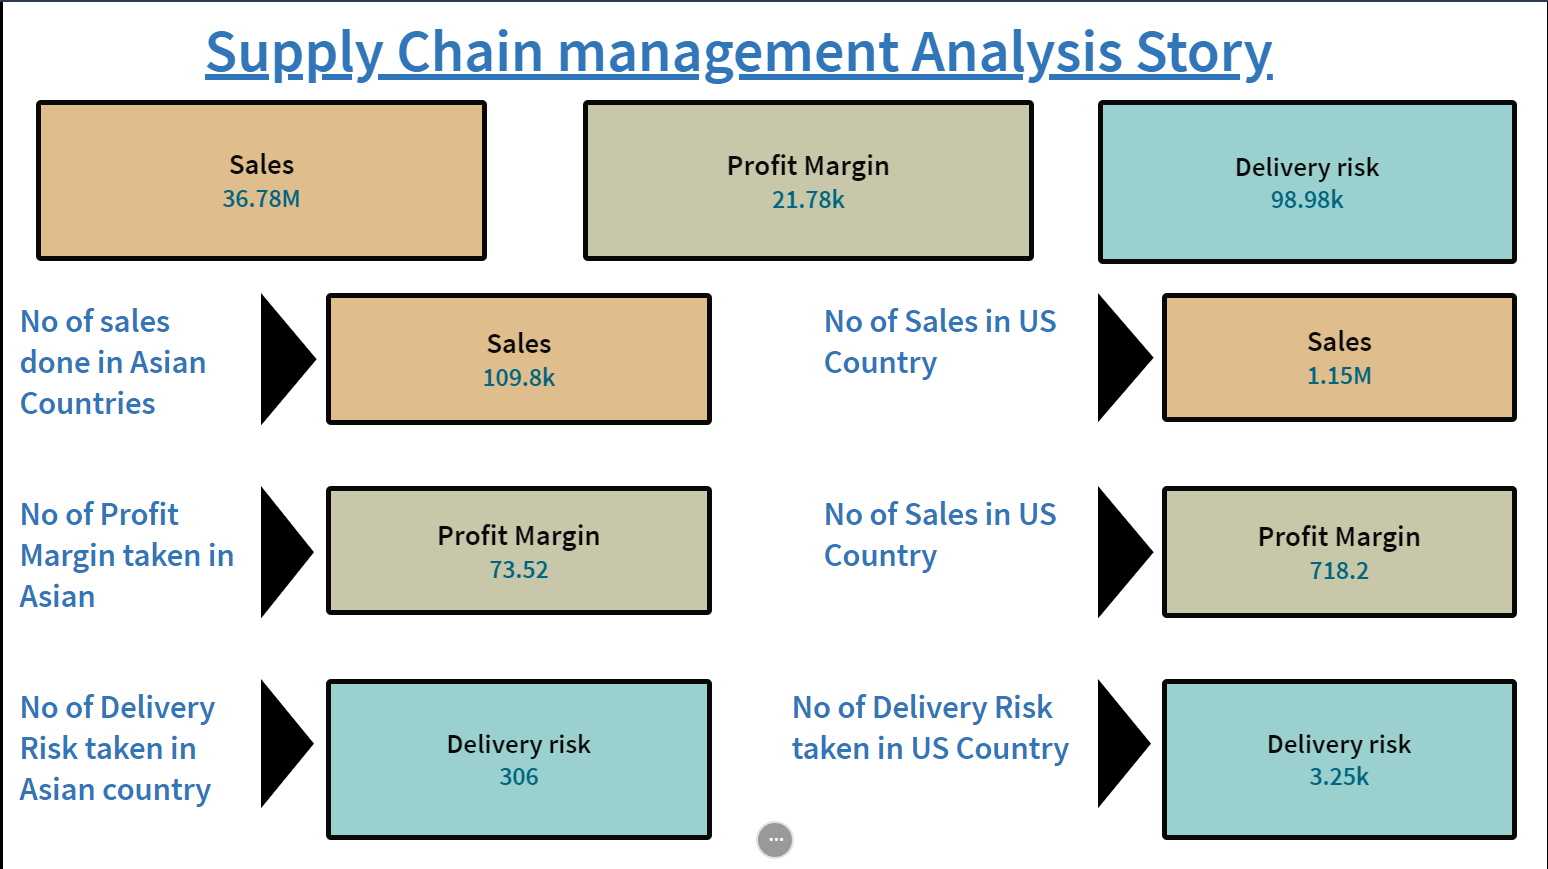 Supply Chain management Analysis Story
Sales
36.78M
Profit Margin
21.78k
Delivery risk
98.98k
No of sales
done in Asian
Countries
Sales
109.8k
No of Sales in US
Country
Sales
1.15M
No of Profit
Margin taken in
Asian
Profit Margin
73.52
No of Sales in US
Country
Profit Margin
718.2
No of Delivery
Risk taken in
Asian country
Delivery risk
306
No of Delivery Risk
taken in US Country
Delivery risk
3.25k